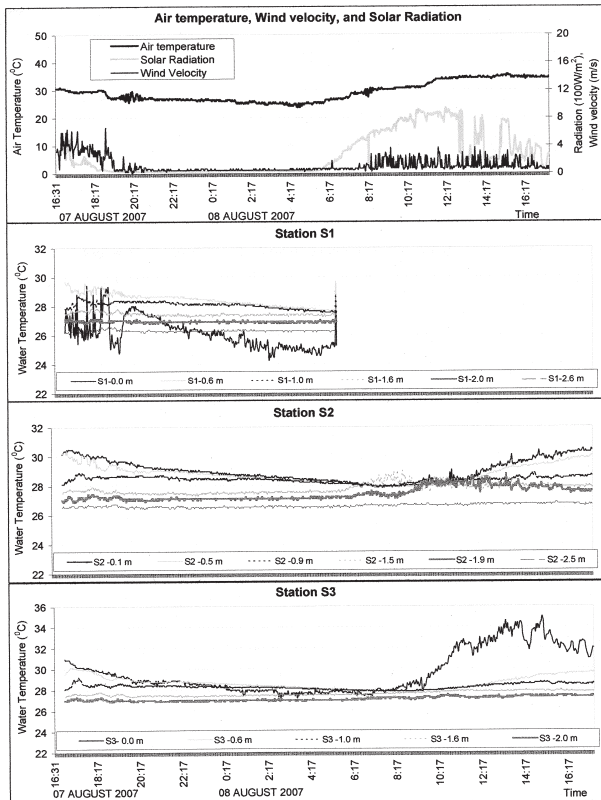 Air temperature, Wind velocity, and Solar Radiation
Air Temperature (⁰C)
50
40
30
20
10
0
Air temperature
Solar Radiation
Wind Velocity
20
16
12
8
4
0
Radiation (100W/m²),
Wind velocity (m/s)
16:31
18:17
20:17
22:17
0:17
2:17
4:17
6:17
8:17
10:17
12:17
14:17
16:17
07 AUGUST 2007
08 AUGUST 2007
Time
Station S1
Water Temperature (⁰C)
32
30
28
26
24
22
S1-0.0 m
S1-0.6 m
S1-1.0 m
S1-1.6 m
S1-2.0 m
S1-2.6 m
Station S2
Water Temperature (⁰C)
32
30
28
26
24
22
S2 -0.1 m
S2 -0.5 m
S2 -0.9 m
S2 -1.5 m
S2 -1.9 m
S2 -2.5 m
Station S3
Water Temperature (⁰C)
36
34
32
30
28
26
24
22
S3- 0.0 m
S3 -0.6 m
S3 -1.0 m
S3 -1.6 m
S3 -2.0 m
16:31
18:17
20:17
22:17
0:17
2:17
4:17
6:17
8:17
10:17
12:17
14:17
16:17
07 AUGUST 2007
08 AUGUST 2007
Time